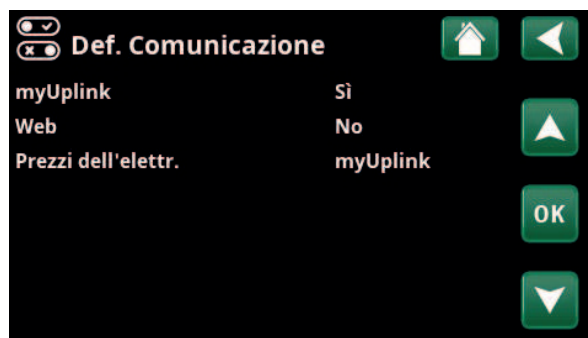 Def. Comunicazione
myUplink Sì
Web No
Prezzi dell'elettr. myUplink
OK